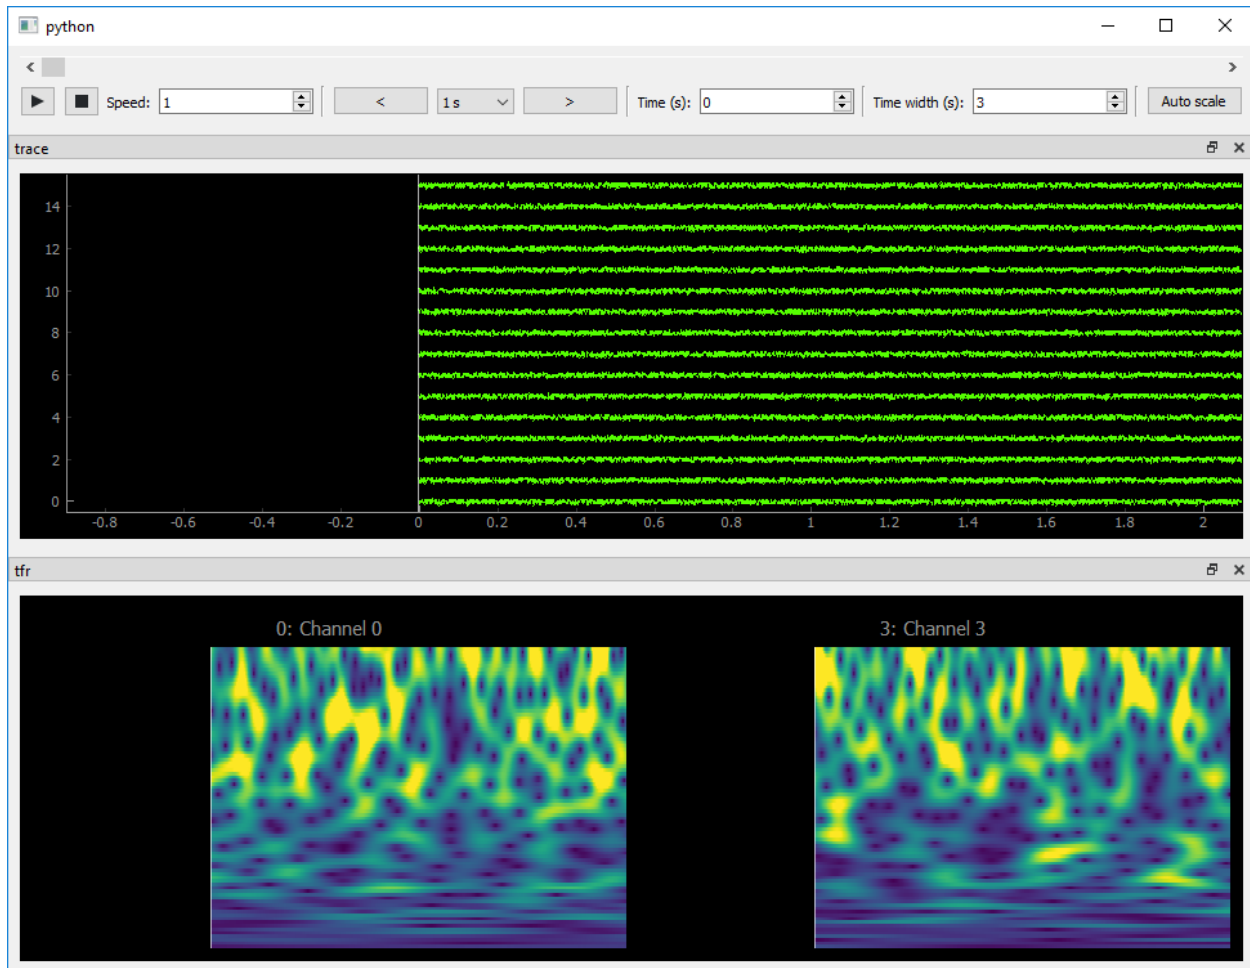 python
< >
Speed: 1 < 1 s > Time (s): 0 Time width (s): 3 Auto scale
trace
14
12
10
8
6
4
2
0
-0.8 -0.6 -0.4 -0.2 0 0.2 0.4 0.6 0.8 1 1.2 1.4 1.6 1.8 2
tfr
0: Channel 0 3: Channel 3